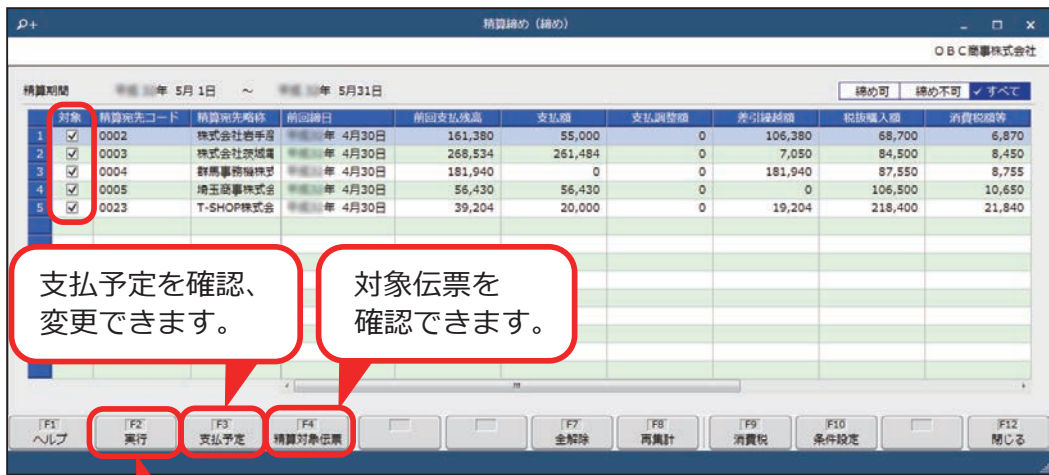 精算締め（締め）
ＯＢＣ商事株式会社
精算期間 年 5月 1日 ～ 年 5月31日
締め可 締め不可 ✓すべて
対象 精算宛先コード 精算宛先略称 前回締日 前回支払残高 支払額 支払調整額 差引繰越額 税抜購入額 消費税額等
1 0002 株式会社岩手産 年 4月30日 161,380 55,000 0 106,380 68,700 6,870
2 0003 株式会社茨城電 年 4月30日 268,534 261,484 0 7,050 84,500 8,450
3 0004 群馬事務機株式 年 4月30日 181,940 0 0 181,940 87,550 8,755
4 0005 埼玉商事株式会 年 4月30日 56,430 56,430 0 0 106,500 10,650
5 0023 T-SHOP株式会 年 4月30日 39,204 20,000 0 19,204 218,400 21,840
支払予定を確認、
変更できます。
対象伝票を
確認できます。
F1 F2 F3 F4 F7 F8 F9 F10 F12
ヘルプ 実行 支払予定 精算対象伝票 全解除 再集計 消費税 条件設定 閉じる